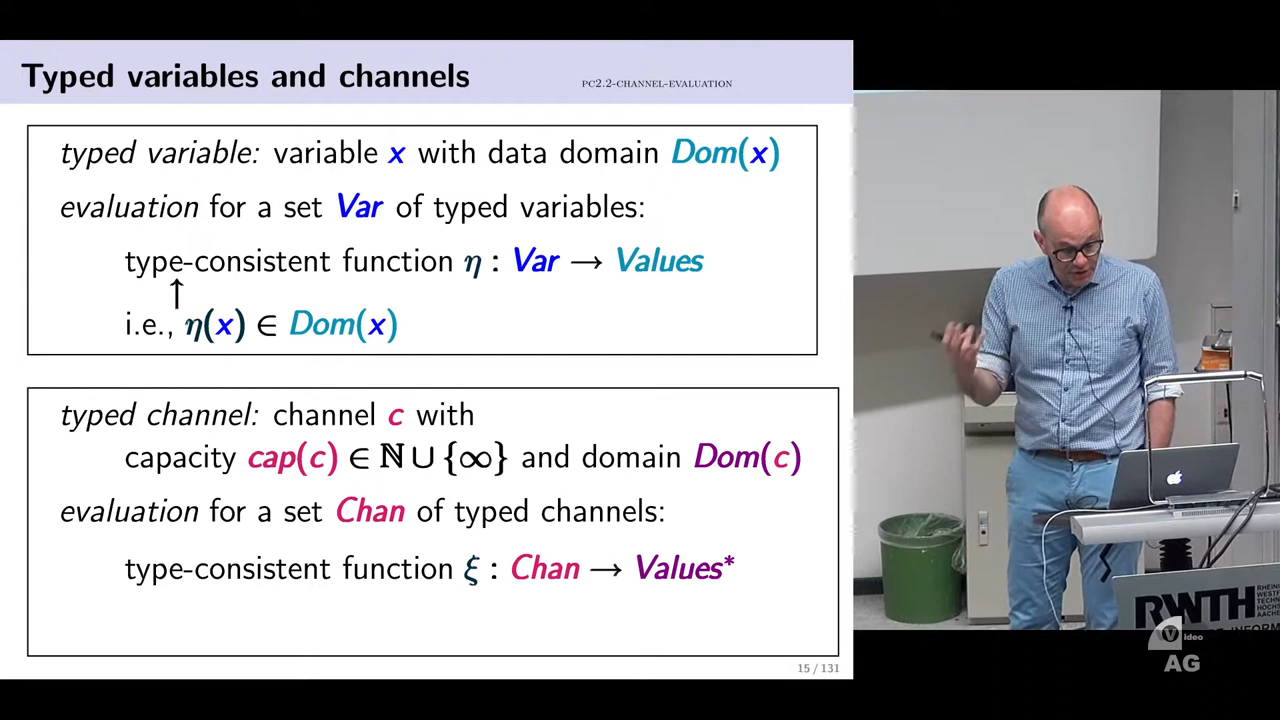 Typed variables and channels
PC2.2-CHANNEL-EVALUATION
typed variable: variable x with data domain Dom(x)
evaluation for a set Var of typed variables:
type-consistent function η : Var → Values
↑
i.e., η(x) ∈ Dom(x)
typed channel: channel c with
capacity cap(c) ∈ ℕ ∪ {∞} and domain Dom(c)
evaluation for a set Chan of typed channels:
type-consistent function ξ : Chan → Values*
15 / 131
RWTH
Video
AG